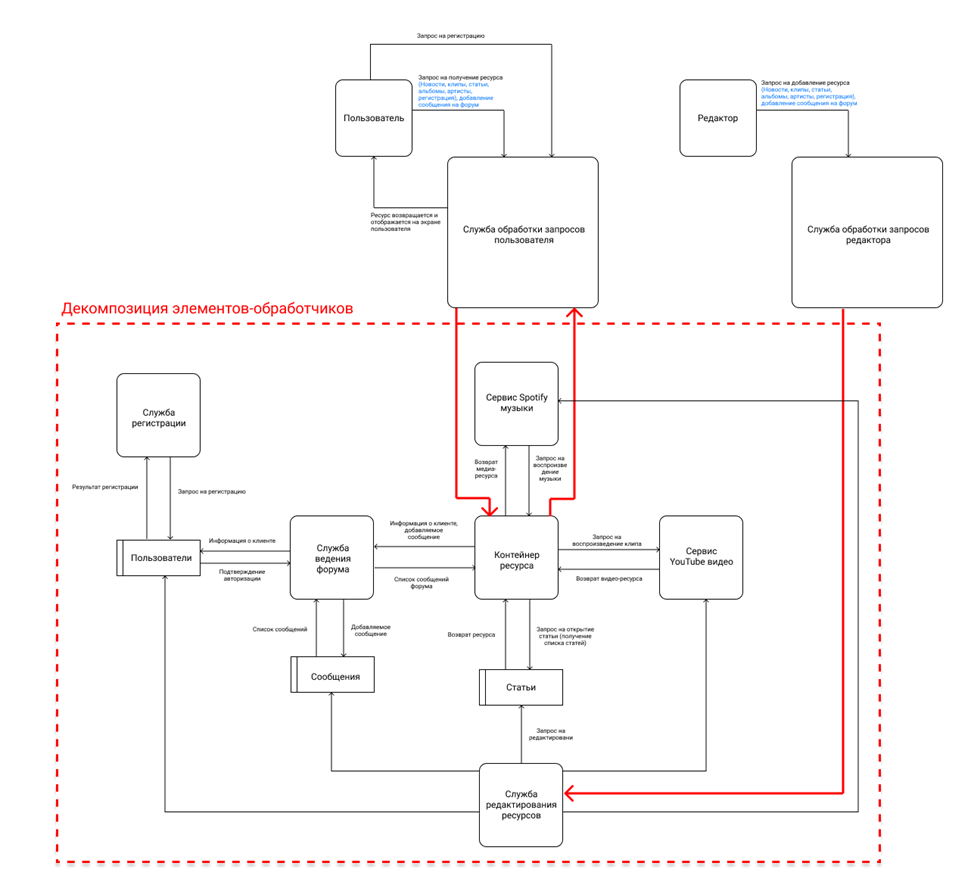 Запрос на регистрацию
Запрос на получение ресурса
(Новости, клипы, статьи,
альбомы, артисты,
регистрация), добавление
сообщения на форум
Пользователь
Запрос на добавление ресурса
(Новости, клипы, статьи,
альбомы, артисты, регистрация),
добавление сообщения на форум
Редактор
Ресурс возвращается и
отображается на экране
пользователя
Служба обработки запросов
пользователя
Служба обработки запросов
редактора
Декомпозиция элементов-обработчиков
Служба
регистрации
Сервис Spotify
музыки
Возврат
медиа-
ресурса
Запрос на
воспроизве
дение
музыки
Результат регистрации
Запрос на регистрацию
Пользователи
Информация о клиенте
Подтверждение
авторизации
Служба
ведения
форума
Информация о клиенте,
добавляемое
сообщение
Список сообщений
форума
Контейнер
ресурса
Запрос на
воспроизведение клипа
Возврат видео-ресурса
Сервис
YouTube видео
Список сообщений
Добавляемое
сообщение
Возврат ресурса
Запрос на открытие
статьи (получение
списка статей)
Сообщения
Статьи
Запрос на
редактировани
Служба
редактирования
ресурсов